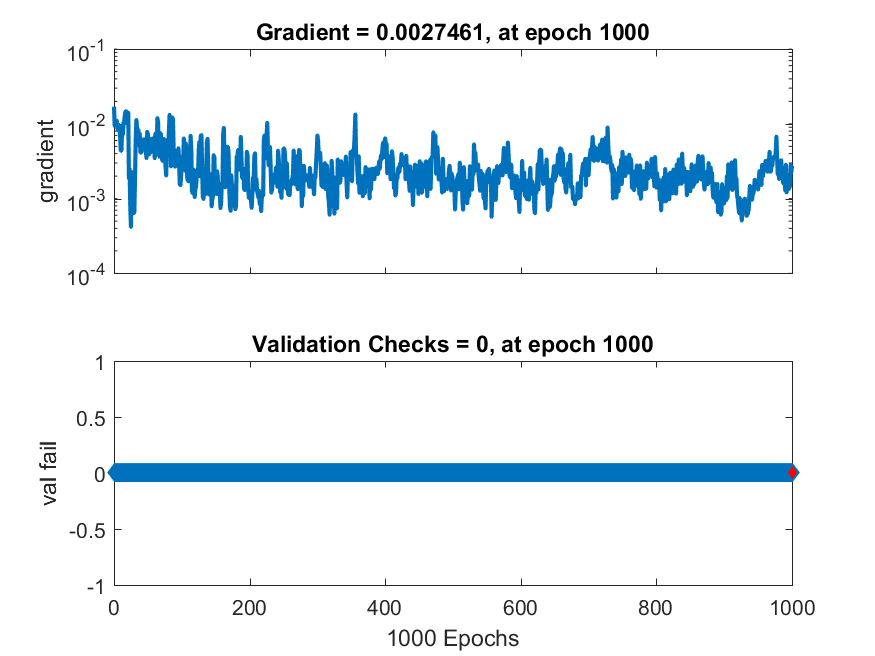 Gradient = 0.0027461, at epoch 1000
10^-1
10^-2
10^-3
10^-4
gradient
Validation Checks = 0, at epoch 1000
1
0.5
0
-0.5
-1
val fail
0 200 400 600 800 1000
1000 Epochs